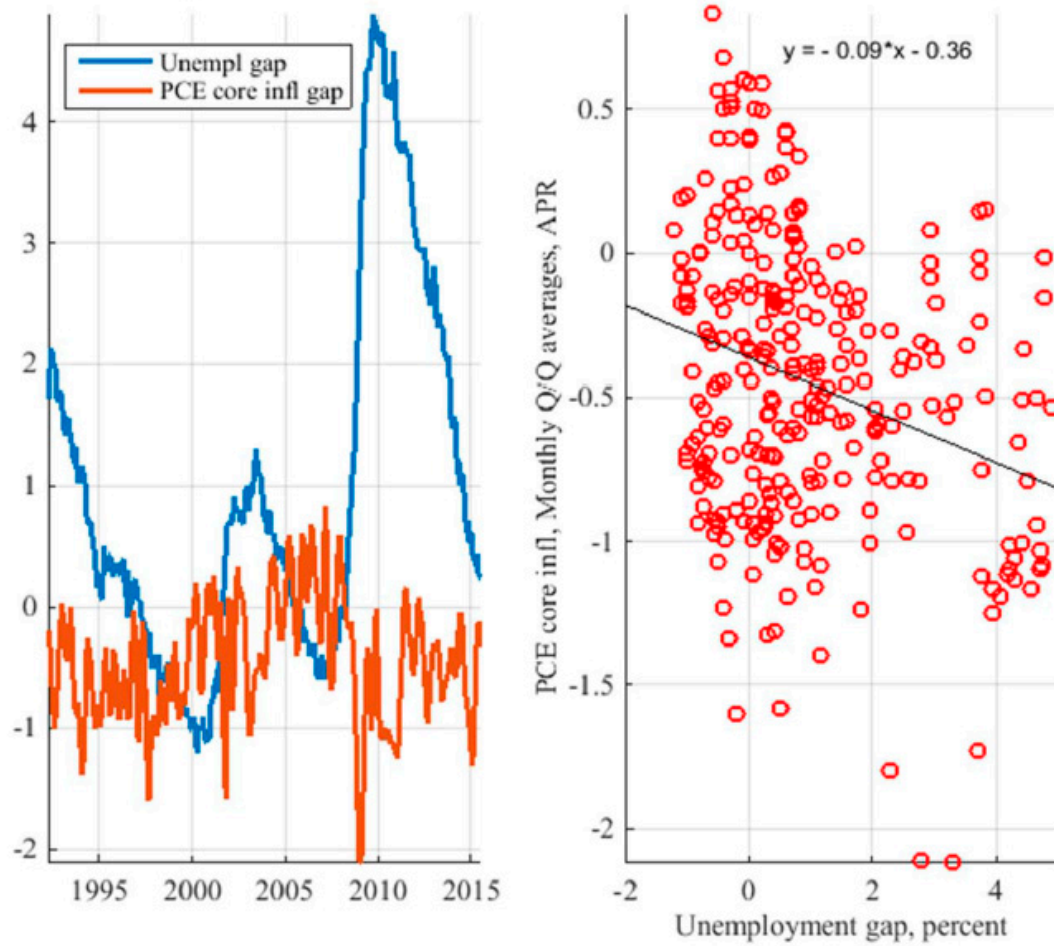 Unempl gap
PCE core infl gap
4
3
2
1
0
-1
-2
1995 2000 2005 2010 2015
y = - 0.09*x - 0.36
PCE core infl., Monthly Q/Q averages, APR
0.5
0
-0.5
-1
-1.5
-2
-2 0 2 4
Unemployment gap, percent